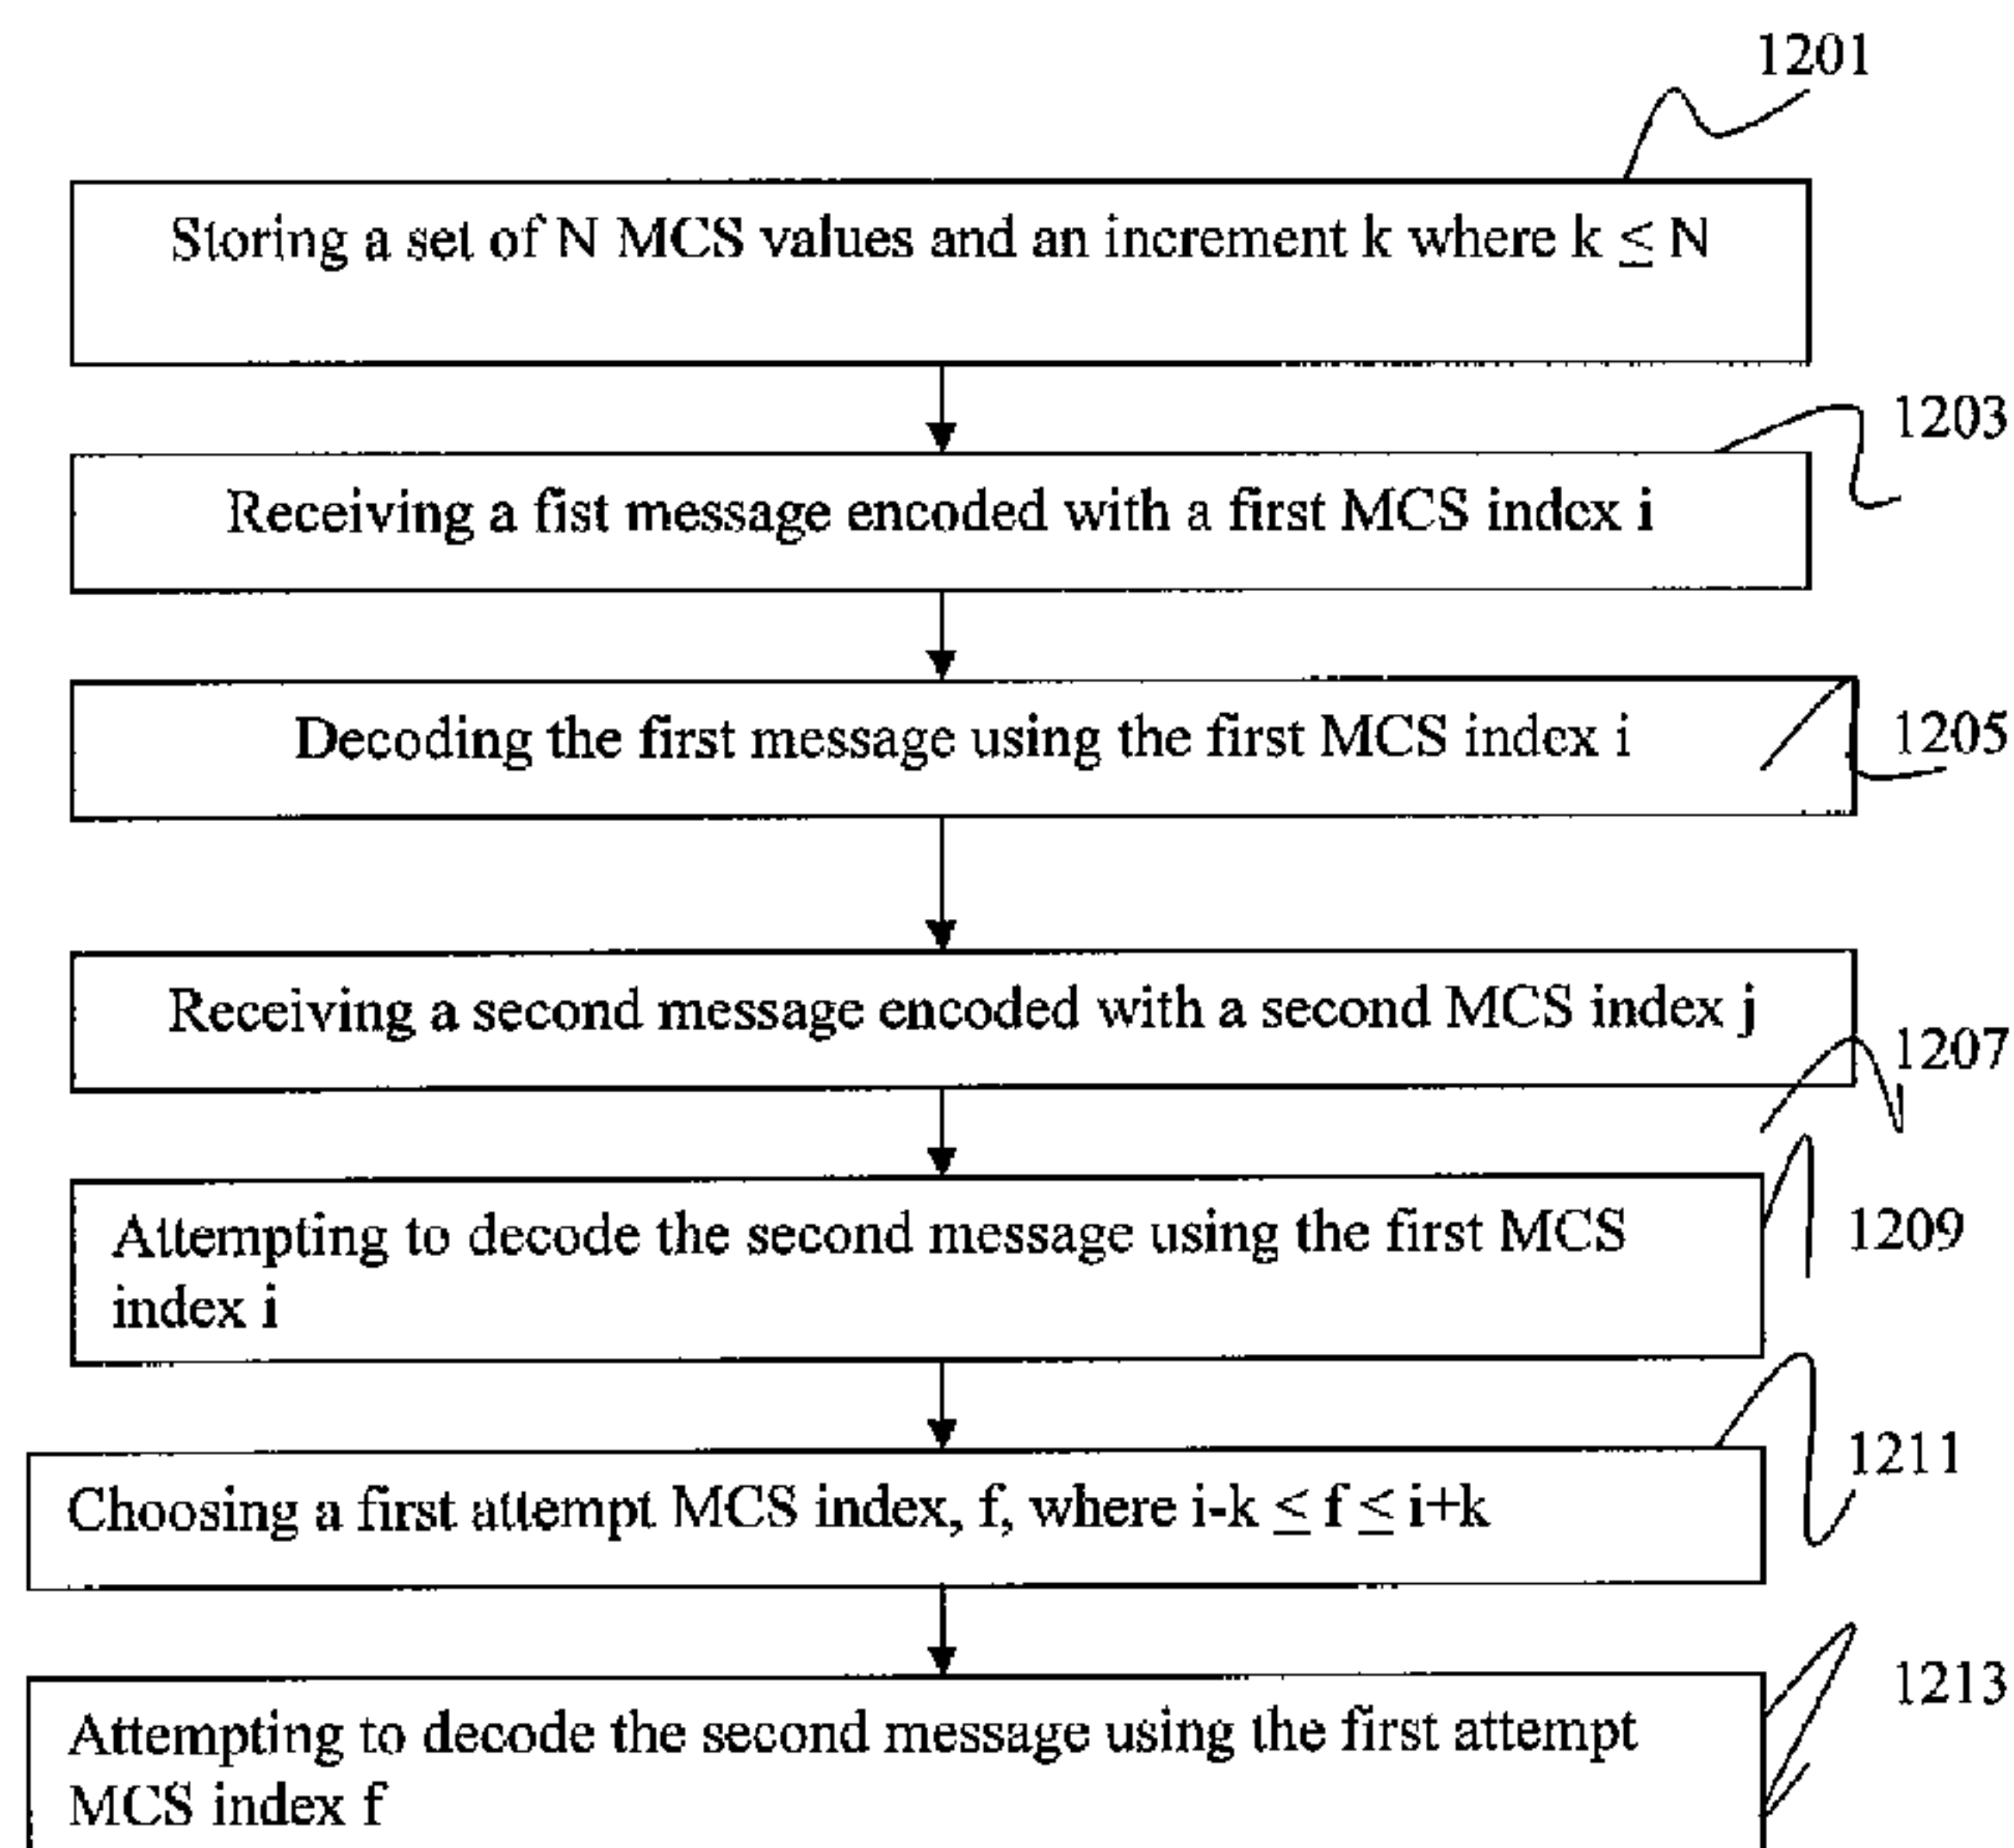 1201
Storing a set of N MCS values and an increment k where k ≤ N
1203
Receiving a fist message encoded with a first MCS index i
Decoding the first message using the first MCS index i
1205
Receiving a second message encoded with a second MCS index j
1207
Attempting to decode the second message using the first MCS
index i
1209
1211
Choosing a first attempt MCS index, f, where i-k ≤ f ≤ i+k
1213
Attempting to decode the second message using the first attempt
MCS index f